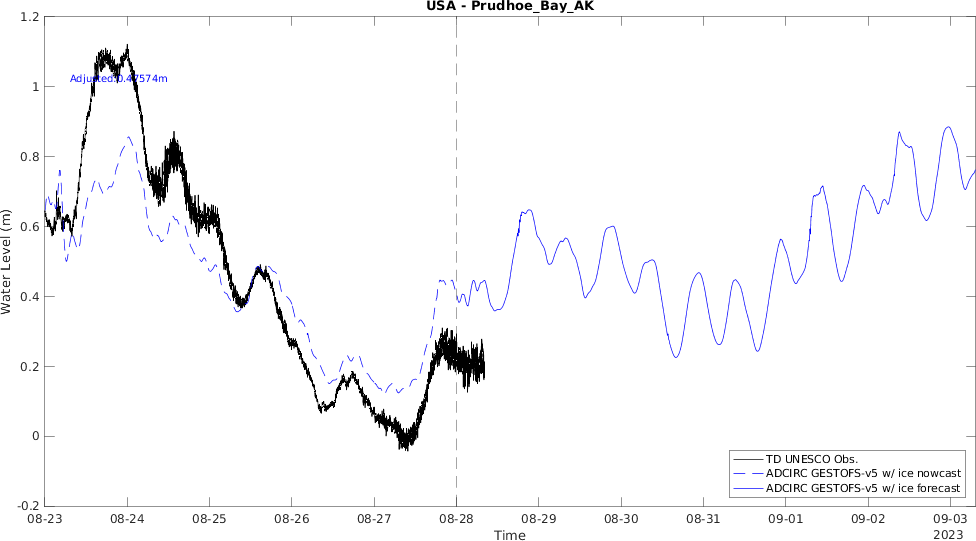 USA - Prudhoe_Bay_AK
1.2
1
0.8
0.6
0.4
0.2
0
-0.2
Water Level (m)
Adjusted:0.47574m
TD UNESCO Obs.
ADCIRC GESTOFS-v5 w/ ice nowcast
ADCIRC GESTOFS-v5 w/ ice forecast
08-23 08-24 08-25 08-26 08-27 08-28 08-29 08-30 08-31 09-01 09-02 09-03
Time
2023